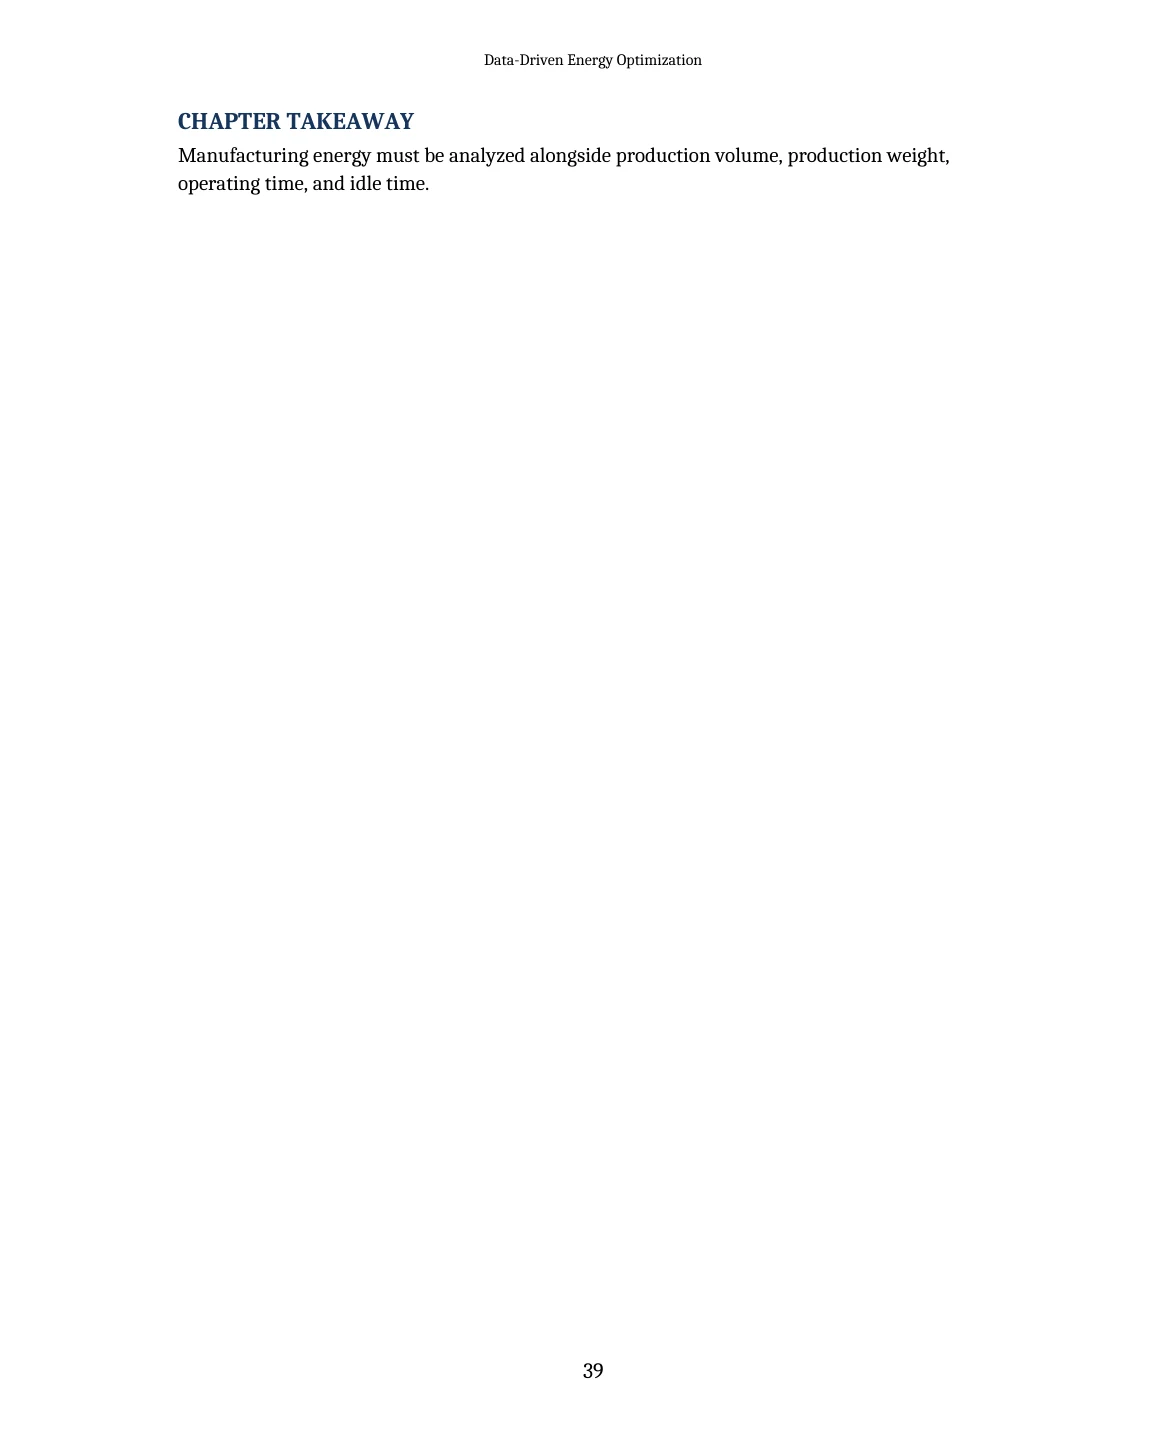 Data-Driven Energy Optimization
CHAPTER TAKEAWAY
Manufacturing energy must be analyzed alongside production volume, production weight,
operating time, and idle time.
39